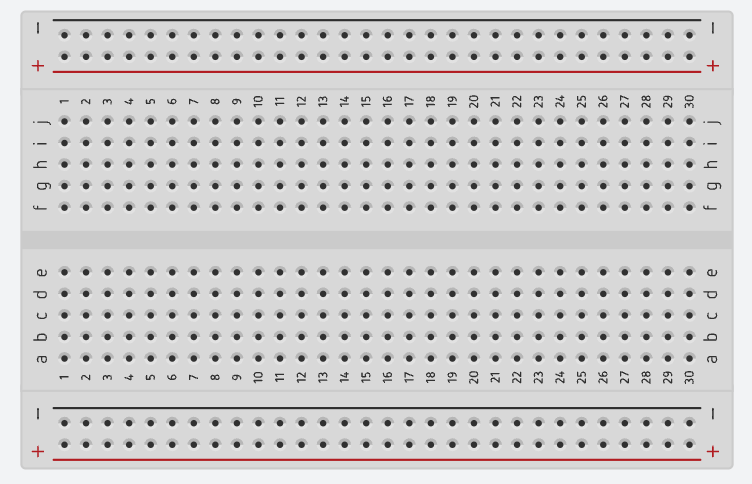 − −
+ +
1 2 3 4 5 6 7 8 9 10 11 12 13 14 15 16 17 18 19 20 21 22 23 24 25 26 27 28 29 30
j j
i i
h h
g g
f f
e e
d d
c c
b b
a a
1 2 3 4 5 6 7 8 9 10 11 12 13 14 15 16 17 18 19 20 21 22 23 24 25 26 27 28 29 30
− −
+ +